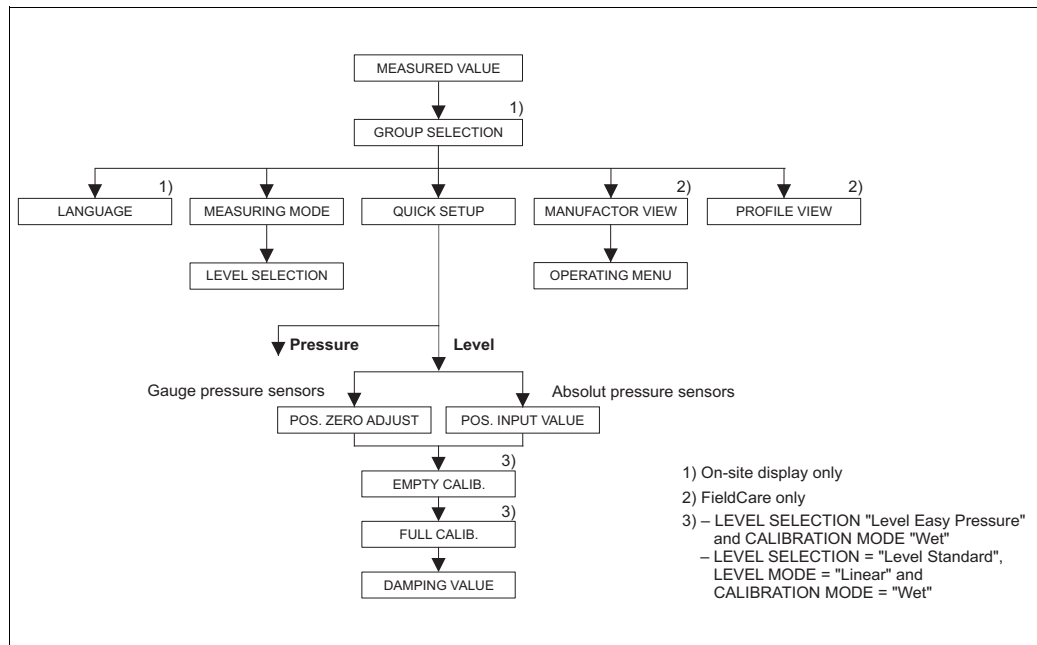 MEASURED VALUE
1)
GROUP SELECTION
1)
2)
2)
LANGUAGE
MEASURING MODE
QUICK SETUP
MANUFACTOR VIEW
PROFILE VIEW
LEVEL SELECTION
OPERATING MENU
Pressure
Level
Gauge pressure sensors
Absolut pressure sensors
POS. ZERO ADJUST
POS. INPUT VALUE
3)
EMPTY CALIB.
3)
FULL CALIB.
DAMPING VALUE
1) On-site display only
2) FieldCare only
3) – LEVEL SELECTION "Level Easy Pressure"
and CALIBRATION MODE "Wet"
– LEVEL SELECTION = "Level Standard",
LEVEL MODE = "Linear" and
CALIBRATION MODE = "Wet"